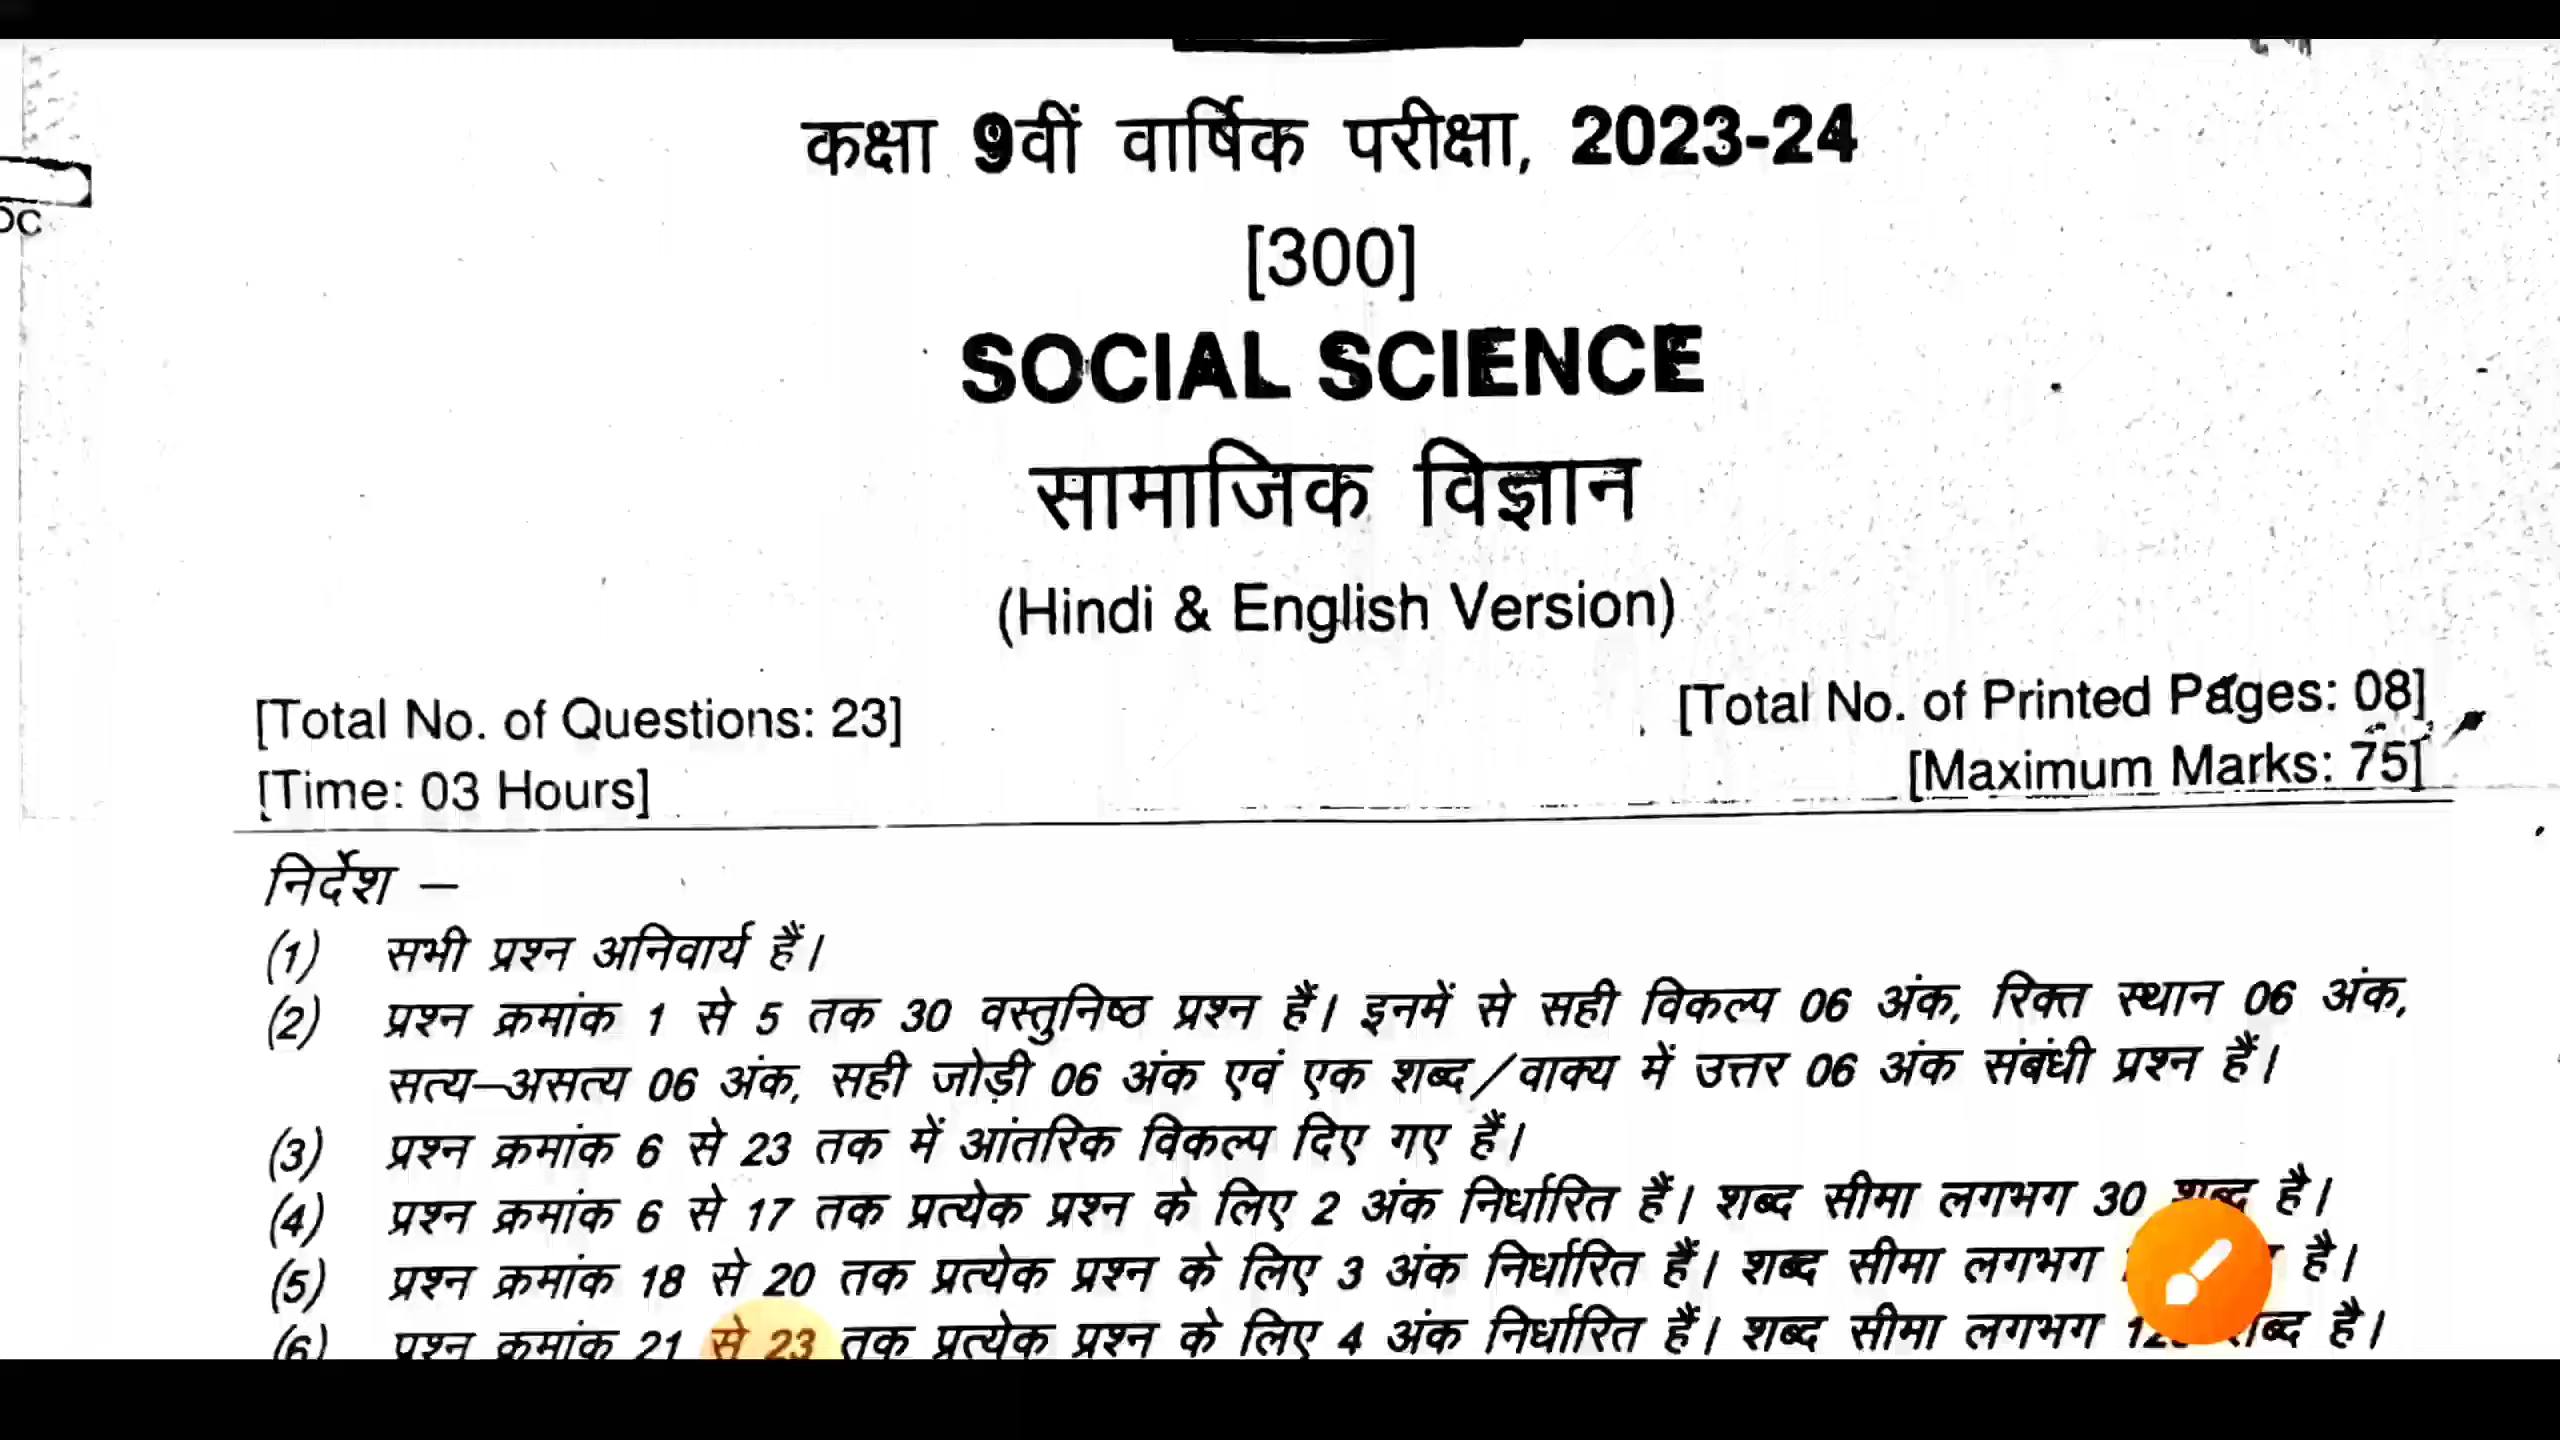 कक्षा 9वीं वार्षिक परीक्षा, 2023-24
[300]
SOCIAL SCIENCE
सामाजिक विज्ञान
(Hindi & English Version)
[Total No. of Questions: 23]
[Total No. of Printed Pages: 08]
[Time: 03 Hours]
[Maximum Marks: 75]
निर्देश –
(1) सभी प्रश्न अनिवार्य हैं।
(2) प्रश्न क्रमांक 1 से 5 तक 30 वस्तुनिष्ठ प्रश्न हैं। इनमें से सही विकल्प 06 अंक, रिक्त स्थान 06 अंक,
सत्य–असत्य 06 अंक, सही जोड़ी 06 अंक एवं एक शब्द/वाक्य में उत्तर 06 अंक संबंधी प्रश्न हैं।
(3) प्रश्न क्रमांक 6 से 23 तक में आंतरिक विकल्प दिए गए हैं।
(4) प्रश्न क्रमांक 6 से 17 तक प्रत्येक प्रश्न के लिए 2 अंक निर्धारित हैं। शब्द सीमा लगभग 30 शब्द है।
(5) प्रश्न क्रमांक 18 से 20 तक प्रत्येक प्रश्न के लिए 3 अंक निर्धारित हैं। शब्द सीमा लगभग है।
(6) प्रश्न क्रमांक 21 से 23 तक प्रत्येक प्रश्न के लिए 4 अंक निर्धारित हैं। शब्द सीमा लगभग शब्द है।